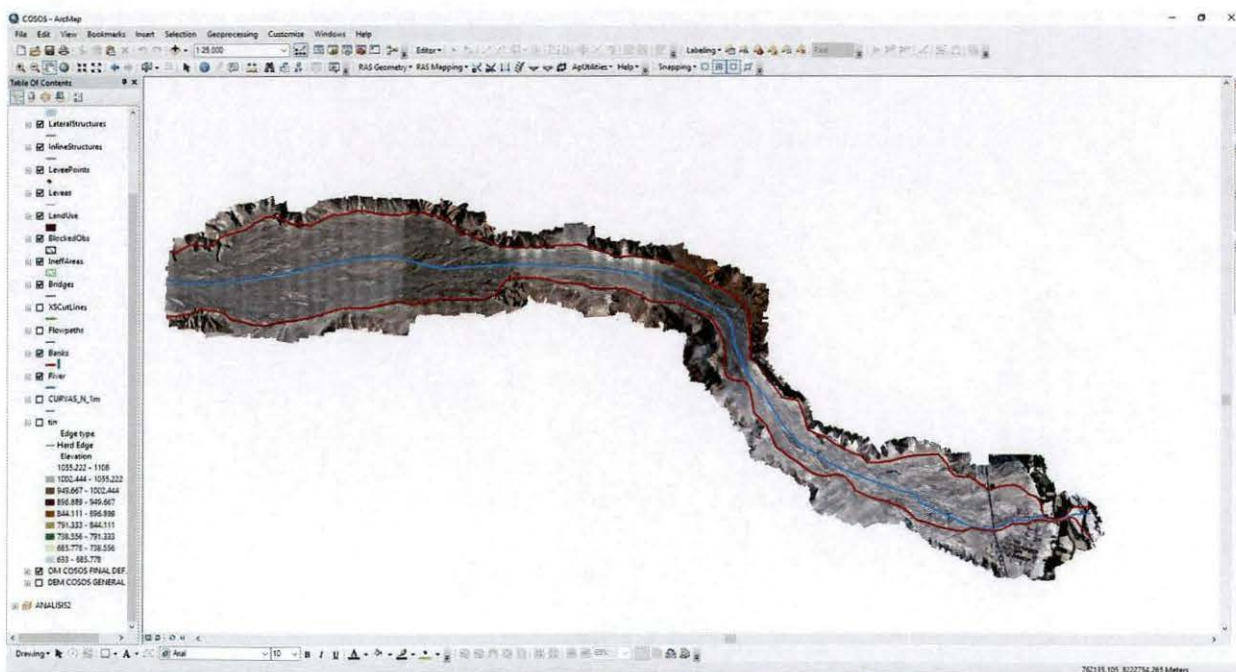 COSOS - ArcMap
File Edit View Bookmarks Insert Selection Geoprocessing Customize Windows Help
1:25.000 Editor Labeling Fast
RAS Geometry RAS Mapping ApUtilities Help Snapping
Table Of Contents
LateralStructures
InlineStructures
LeveePoints
Levees
LandUse
BlockedObs
IneffAreas
Bridges
XSCutLines
Flowpaths
Banks
River
CURVAS_N_1m
tin
Edge type
Hard Edge
Elevation
1055.222 - 1108
1002.444 - 1055.222
949.667 - 1002.444
896.889 - 949.667
844.111 - 896.889
791.333 - 844.111
738.556 - 791.333
685.778 - 738.556
633 - 685.778
OM COSOS FINAL DEF.
DEM COSOS GENERAL
ANALISIS2
Drawing A Arial 10 B I U A